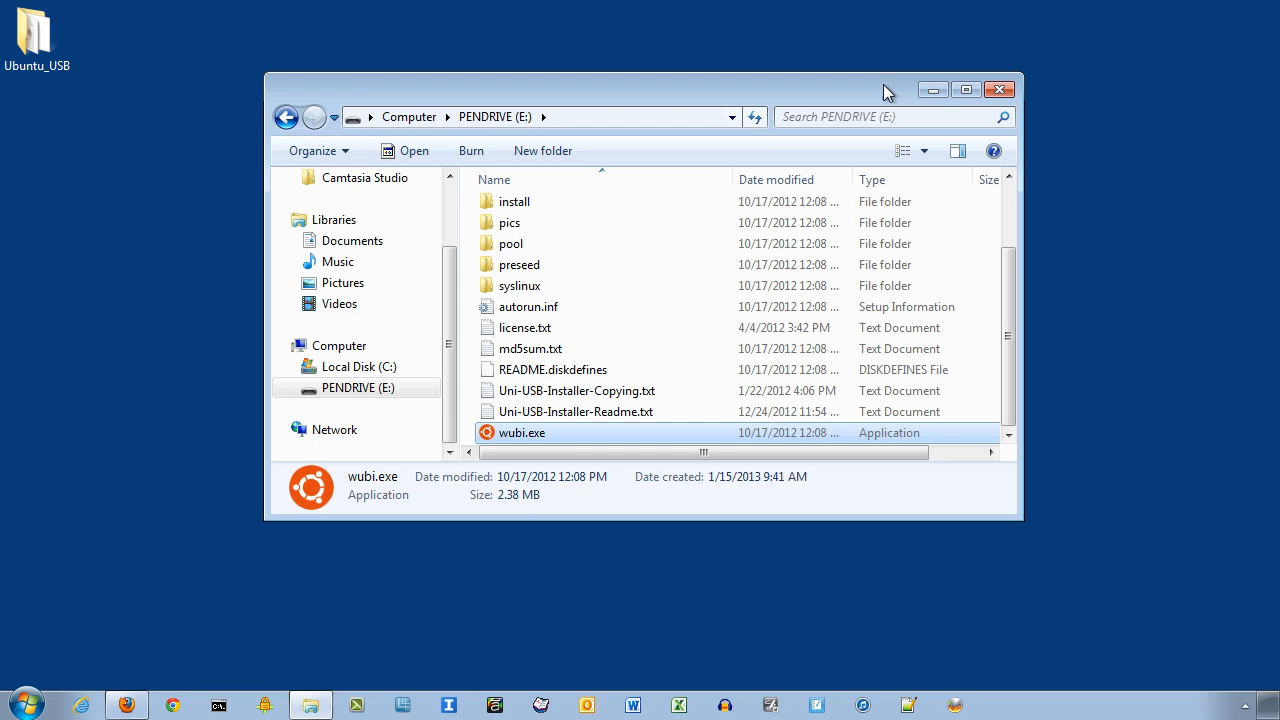 Ubuntu_USB
Computer PENDRIVE (E:) Search PENDRIVE (E:)
Organize Open Burn New folder
Camtasia Studio
Libraries
Documents
Music
Pictures
Videos
Computer
Local Disk (C:)
PENDRIVE (E:)
Network
Name Date modified Type Size
install 10/17/2012 12:08 ... File folder
pics 10/17/2012 12:08 ... File folder
pool 10/17/2012 12:08 ... File folder
preseed 10/17/2012 12:08 ... File folder
syslinux 10/17/2012 12:08 ... File folder
autorun.inf 10/17/2012 12:08 ... Setup Information
license.txt 4/4/2012 3:42 PM Text Document
md5sum.txt 10/17/2012 12:08 ... Text Document
README.diskdefines 10/17/2012 12:08 ... DISKDEFINES File
Uni-USB-Installer-Copying.txt 1/22/2012 4:06 PM Text Document
Uni-USB-Installer-Readme.txt 12/24/2012 11:54 ... Text Document
wubi.exe 10/17/2012 12:08 ... Application
wubi.exe Date modified: 10/17/2012 12:08 PM Date created: 1/15/2013 9:41 AM
Application Size: 2.38 MB